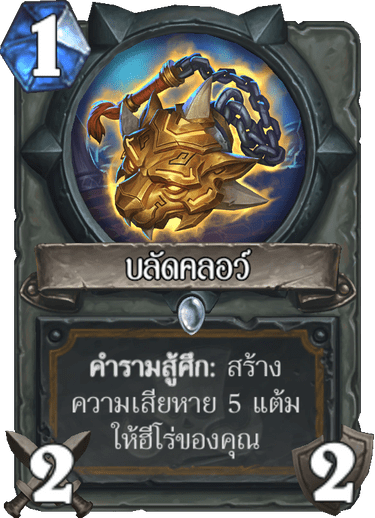 1
บลัดคลอว์
คำรามสู้ศึก: สร้าง
ความเสียหาย 5 แต้ม
ให้ฮีโร่ของคุณ
2
2